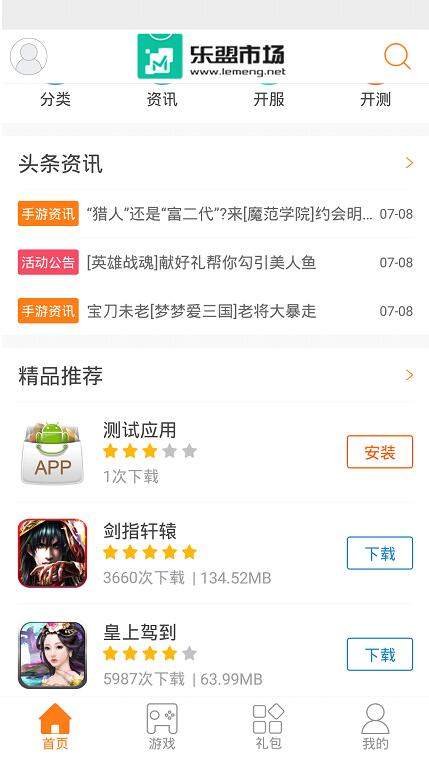 乐盟市场
www.lemeng.net
分类
资讯
开服
开测
头条资讯
手游资讯 “猎人”还是“富二代”?来[魔范学院]约会明... 07-08
活动公告 [英雄战魂]献好礼帮你勾引美人鱼 07-08
手游资讯 宝刀未老[梦梦爱三国]老将大暴走 07-08
精品推荐
APP
测试应用
安装
1次下载
剑指轩辕
下载
3660次下载 | 134.52MB
皇上驾到
下载
5987次下载 | 63.99MB
首页
游戏
礼包
我的